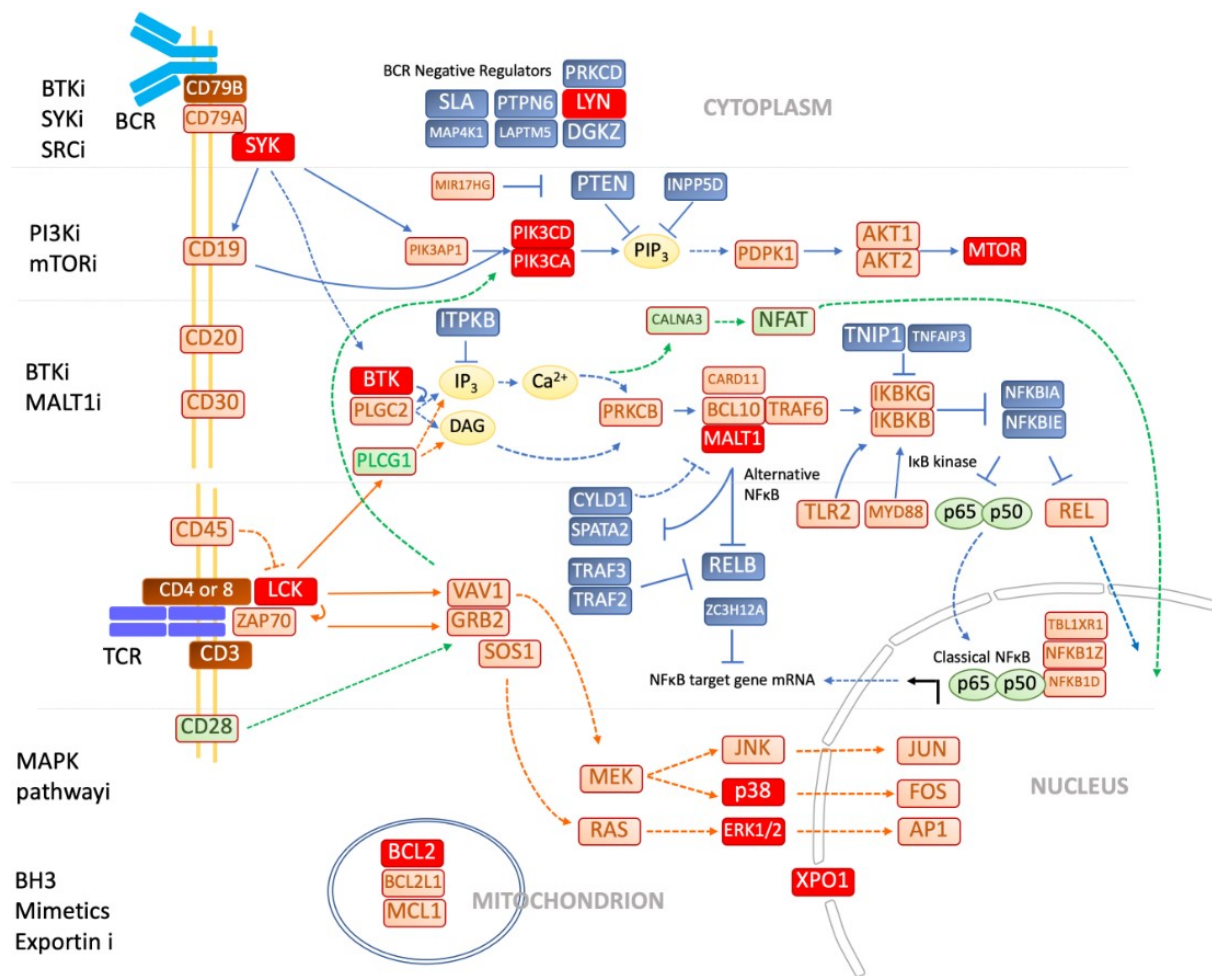 BTKi
SYKi
SRCi
BCR
CD79B
CD79A
SYK
BCR Negative Regulators
PRKCD
SLA
PTPN6
LYN
MAP4K1
LAPTM5
DGKZ
CYTOPLASM
PI3Ki
mTORi
CD19
MIR17HG
PTEN
INPP5D
PIK3AP1
PIK3CD
PIK3CA
PIP3
PDPK1
AKT1
AKT2
MTOR
BTKi
MALT1i
CD20
CD30
ITPKB
CALNA3
NFAT
TNIP1
TNFAIP3
BTK
PLGC2
IP3
Ca2+
DAG
PLCG1
PRKCB
CARD11
BCL10
TRAF6
MALT1
IKBKG
IKBKB
NFKBIA
NFKBIE
Alternative
NFκB
IκB kinase
CYLD1
SPATA2
TLR2
MYD88
p65
p50
REL
CD45
CD4 or 8
LCK
ZAP70
TCR
CD3
VAV1
GRB2
SOS1
TRAF3
TRAF2
RELB
ZC3H12A
NFκB target gene mRNA
Classical NFκB
p65
p50
TBL1XR1
NFKB1Z
NFKB1D
CD28
MAPK
pathwayi
MEK
JNK
JUN
p38
FOS
RAS
ERK1/2
AP1
NUCLEUS
BH3
Mimetics
Exportin i
BCL2
BCL2L1
MCL1
MITOCHONDRION
XPO1